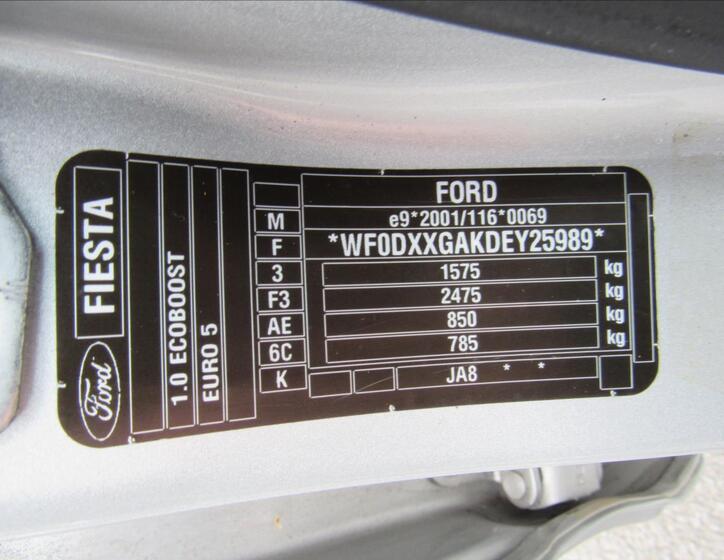 FORD
M e9*2001/116*0069
F *WF0DXXGAKDEY25989*
3 1575 kg
F3 2475 kg
AE 850 kg
6C 785 kg
K JA8 * *
FIESTA
1.0 ECOBOOST
EURO 5
Ford